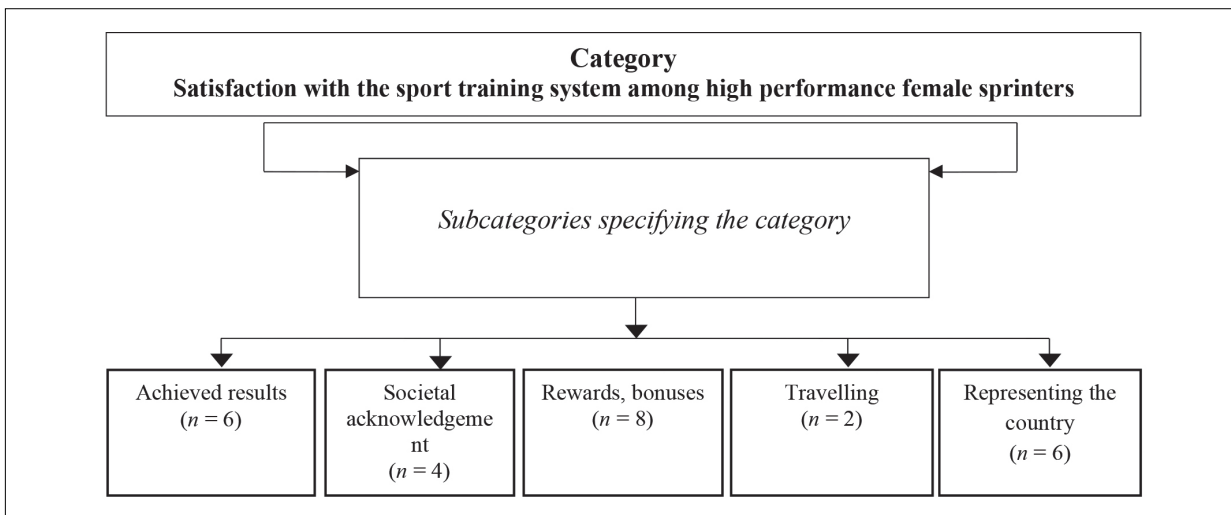 Category
Satisfaction with the sport training system among high performance female sprinters
Subcategories specifying the category
Achieved results
(n = 6)
Societal
acknowledgeme
nt
(n = 4)
Rewards, bonuses
(n = 8)
Travelling
(n = 2)
Representing the
country
(n = 6)